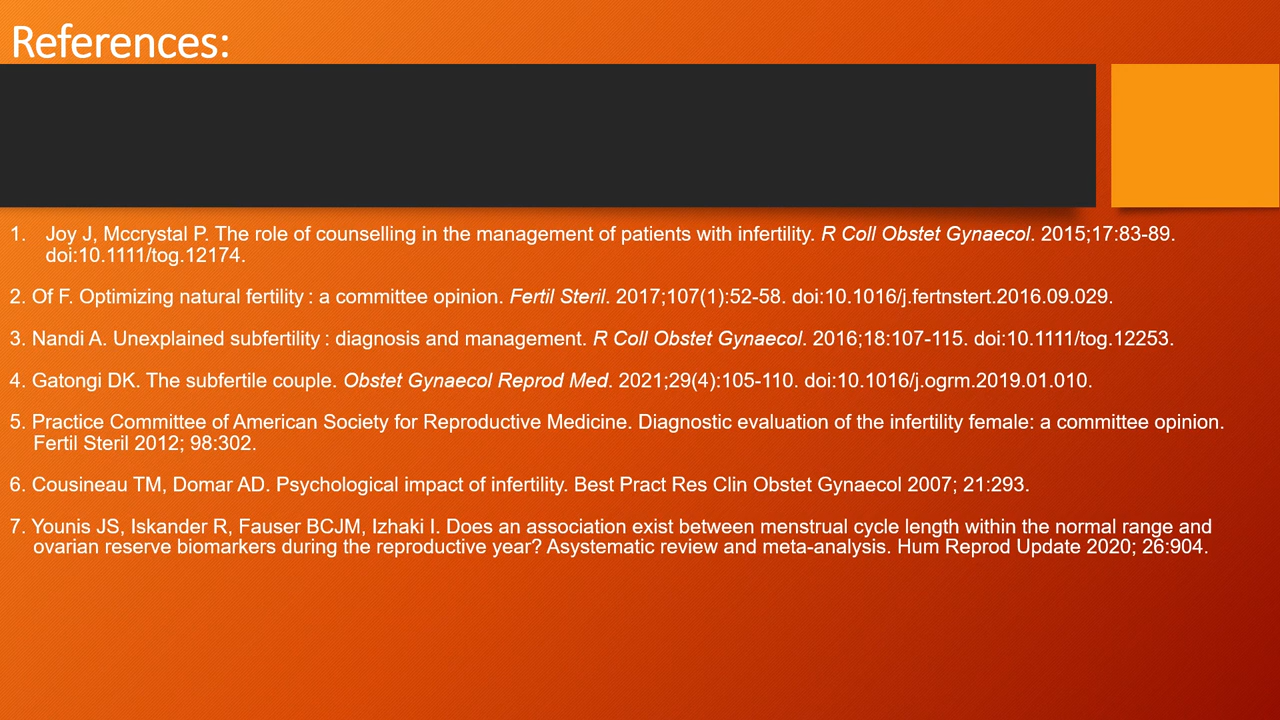 References:
1. Joy J, Mccrystal P. The role of counselling in the management of patients with infertility. R Coll Obstet Gynaecol. 2015;17:83-89.
doi:10.1111/tog.12174.
2. Of F. Optimizing natural fertility : a committee opinion. Fertil Steril. 2017;107(1):52-58. doi:10.1016/j.fertnstert.2016.09.029.
3. Nandi A. Unexplained subfertility : diagnosis and management. R Coll Obstet Gynaecol. 2016;18:107-115. doi:10.1111/tog.12253.
4. Gatongi DK. The subfertile couple. Obstet Gynaecol Reprod Med. 2021;29(4):105-110. doi:10.1016/j.ogrm.2019.01.010.
5. Practice Committee of American Society for Reproductive Medicine. Diagnostic evaluation of the infertility female: a committee opinion.
Fertil Steril 2012; 98:302.
6. Cousineau TM, Domar AD. Psychological impact of infertility. Best Pract Res Clin Obstet Gynaecol 2007; 21:293.
7. Younis JS, Iskander R, Fauser BCJM, Izhaki I. Does an association exist between menstrual cycle length within the normal range and
ovarian reserve biomarkers during the reproductive year? Asystematic review and meta-analysis. Hum Reprod Update 2020; 26:904.